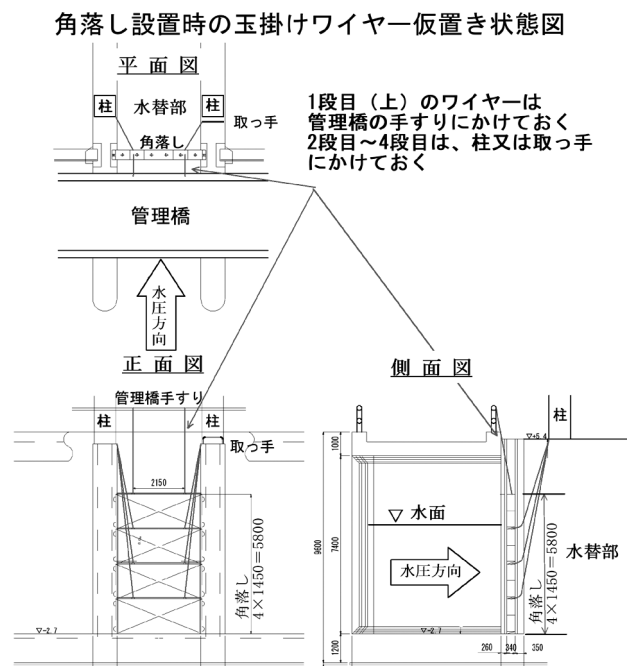 角落し設置時の玉掛けワイヤー仮置き状態図
平面図
柱
水替部
柱
取っ手
角落し
1段目（上）のワイヤーは
管理橋の手すりにかけておく
2段目～4段目は、柱又は取っ手
にかけておく
管理橋
水圧方向
正面図
側面図
管理橋手すり
柱
柱
取っ手
2150
角落し
4×1450=5800
▽-2.7
柱
▽+5.4
1000
9600
7400
1200
▽ 水面
水圧方向
水替部
角落し
4×1450=5800
▽-2.7
260
340
350